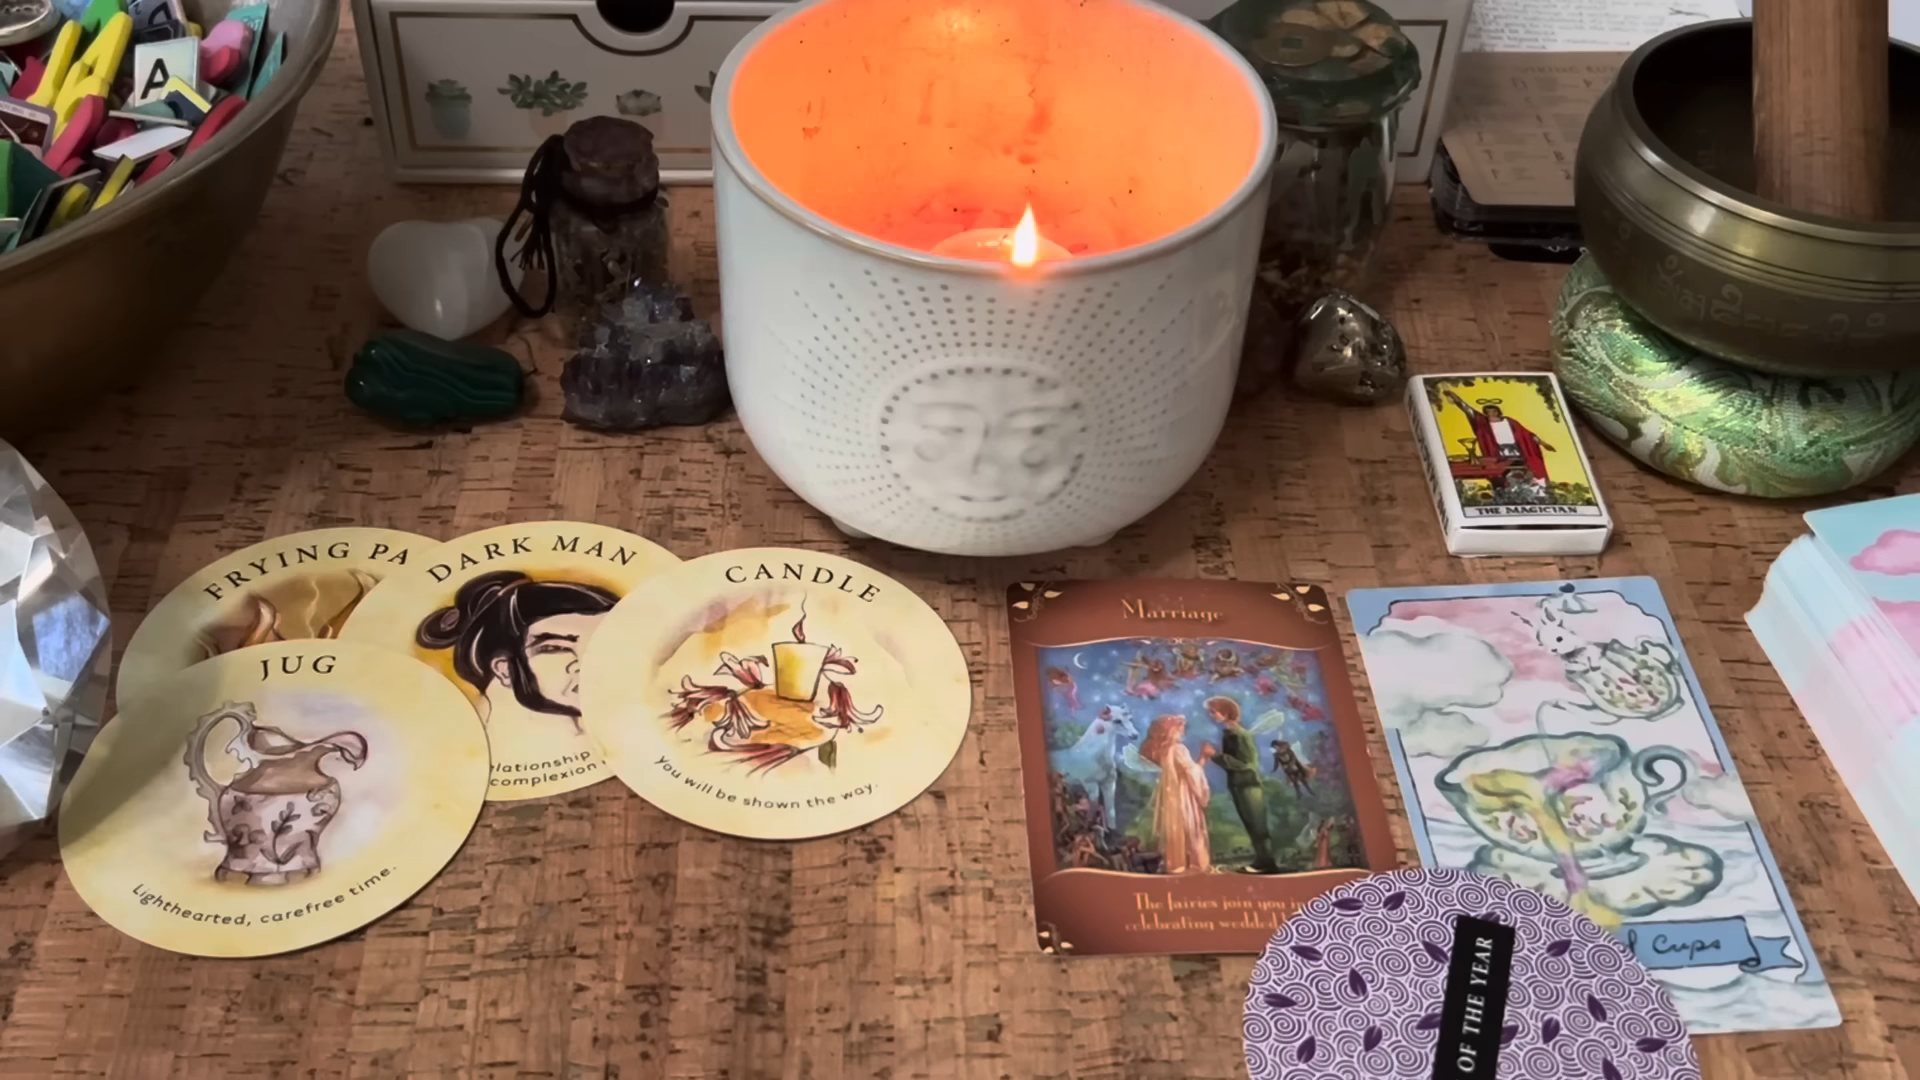 A
THE MAGICIAN
FRYING PA
DARK MAN
elationship
complexion
CANDLE
You will be shown the way.
JUG
Lighthearted, carefree time.
Marriage
The fairies join you in
celebrating wedded
Cups
OF THE YEAR